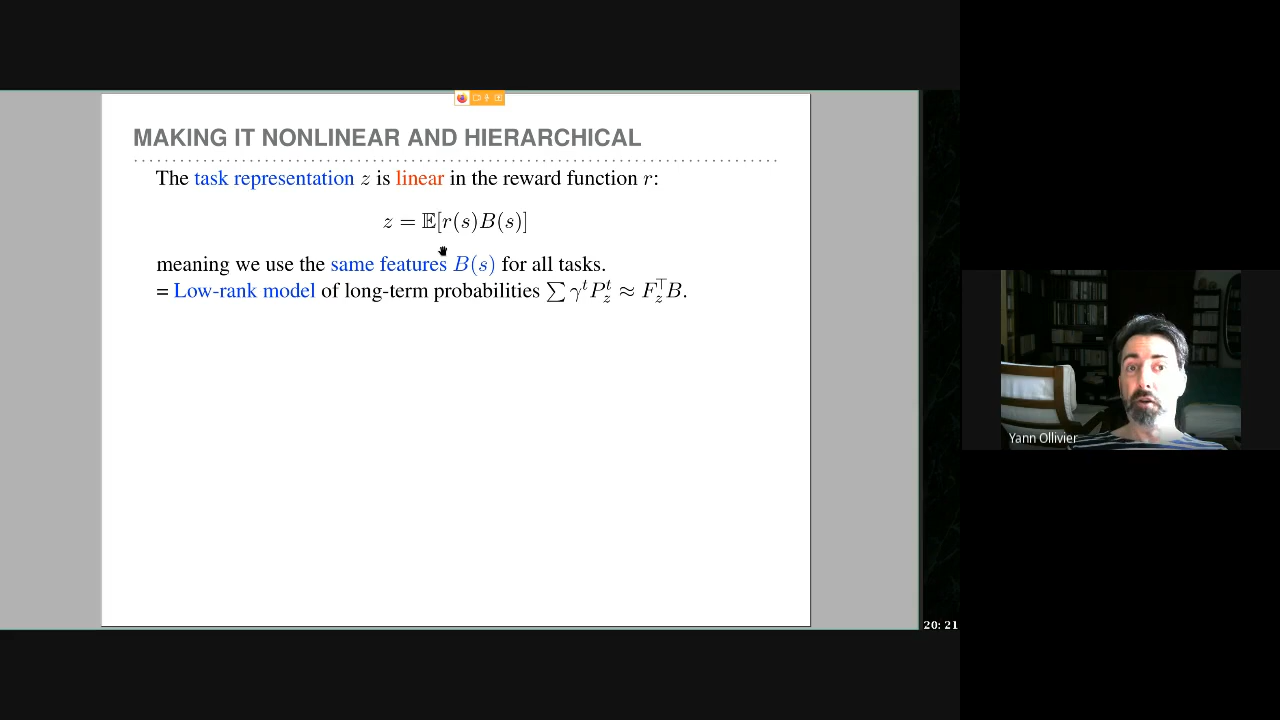 MAKING IT NONLINEAR AND HIERARCHICAL
The task representation z is linear in the reward function r:
z = 𝔼[r(s)B(s)]
meaning we use the same features B(s) for all tasks.
= Low-rank model of long-term probabilities ∑ γ^t P_z^t ≈ F_z^⊤ B.
Yann Ollivier
20:21